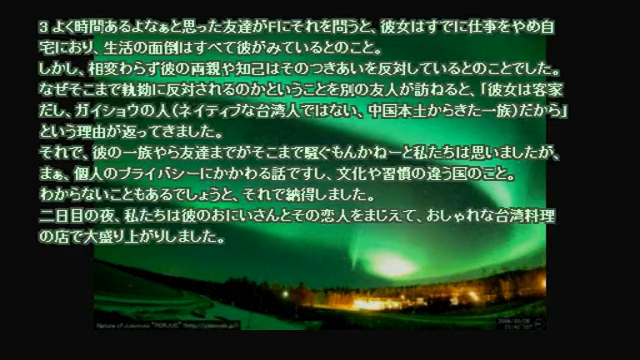 3 よく時間あるよなぁと思った友達がFにそれを問うと、彼女はすでに仕事をやめ自
宅におり、生活の面倒はすべて彼がみているとのこと。
しかし、相変わらず彼の両親や知己はそのつきあいを反対しているとのことでした。
なぜそこまで執拗に反対されるのかということを別の友人が訪ねると、「彼女は客家
だし、ガイショウの人(ネイティブな台湾人ではない、中国本土からきた一族)だから」
という理由が返ってきました。
それで、彼の一族やら友達までがそこまで騒ぐもんかねーと私たちは思いましたが、
まぁ、個人のプライバシーにかかわる話ですし、文化や習慣の違う国のこと。
わからないこともあるでしょうと、それで納得しました。
二日目の夜、私たちは彼のおにいさんとその恋人をまじえて、おしゃれな台湾料理
の店で大盛り上がりしました。